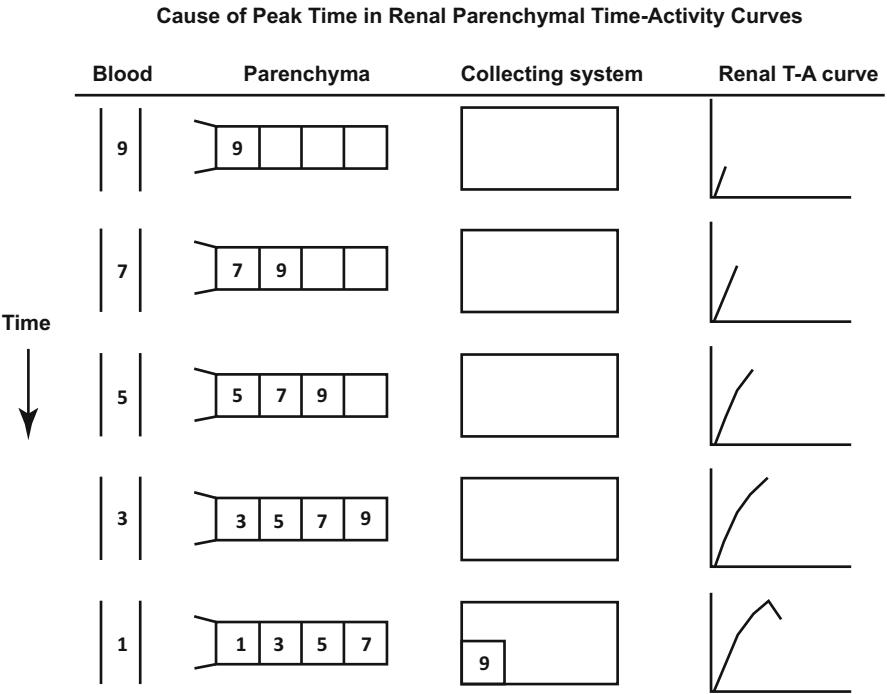 Cause of Peak Time in Renal Parenchymal Time-Activity Curves
Blood Parenchyma Collecting system Renal T-A curve
9 9
7 7 9
Time
5 5 7 9
3 3 5 7 9
1 1 3 5 7 9